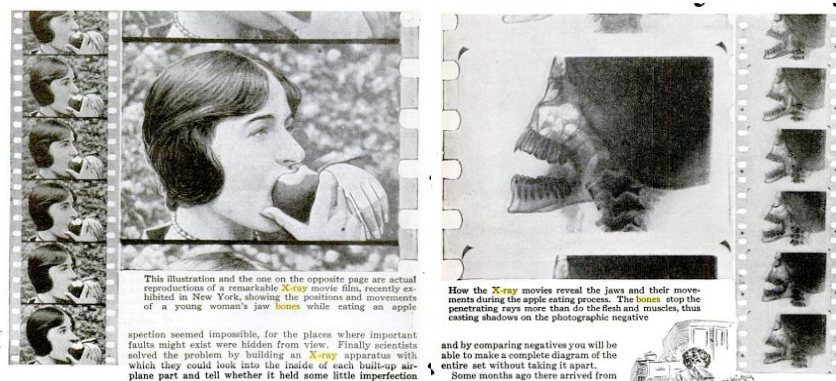 This illustration and the one on the opposite page are actual
reproductions of a remarkable X-ray movie film, recently ex-
hibited in New York, showing the positions and movements
of a young woman's jaw bones while eating an apple
spection seemed impossible, for the places where important
faults might exist were hidden from view. Finally scientists
solved the problem by building an X-ray apparatus with
which they could look into the inside of each built-up air-
plane part and tell whether it held some little imperfection
How the X-ray movies reveal the jaws and their move-
ments during the apple eating process. The bones stop the
penetrating rays more than do the flesh and muscles, thus
casting shadows on the photographic negative
and by comparing negatives you will be
able to make a complete diagram of the
entire set without taking it apart.
Some months ago there arrived from